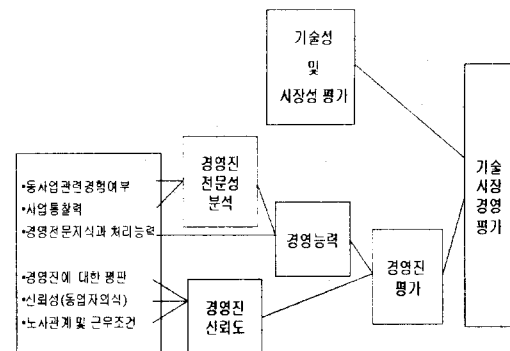 기술성
및
시장성 평가
경영진
전문성
분석
•동사업관련경험여부
•사업통찰력
•경영전문지식과 처리능력
•경영진에 대한 평판
•신뢰성(동업자의식)
•노사관계 및 근무조건
경영능력
경영진
신뢰도
경영진
평가
기술
시장
경영
평가